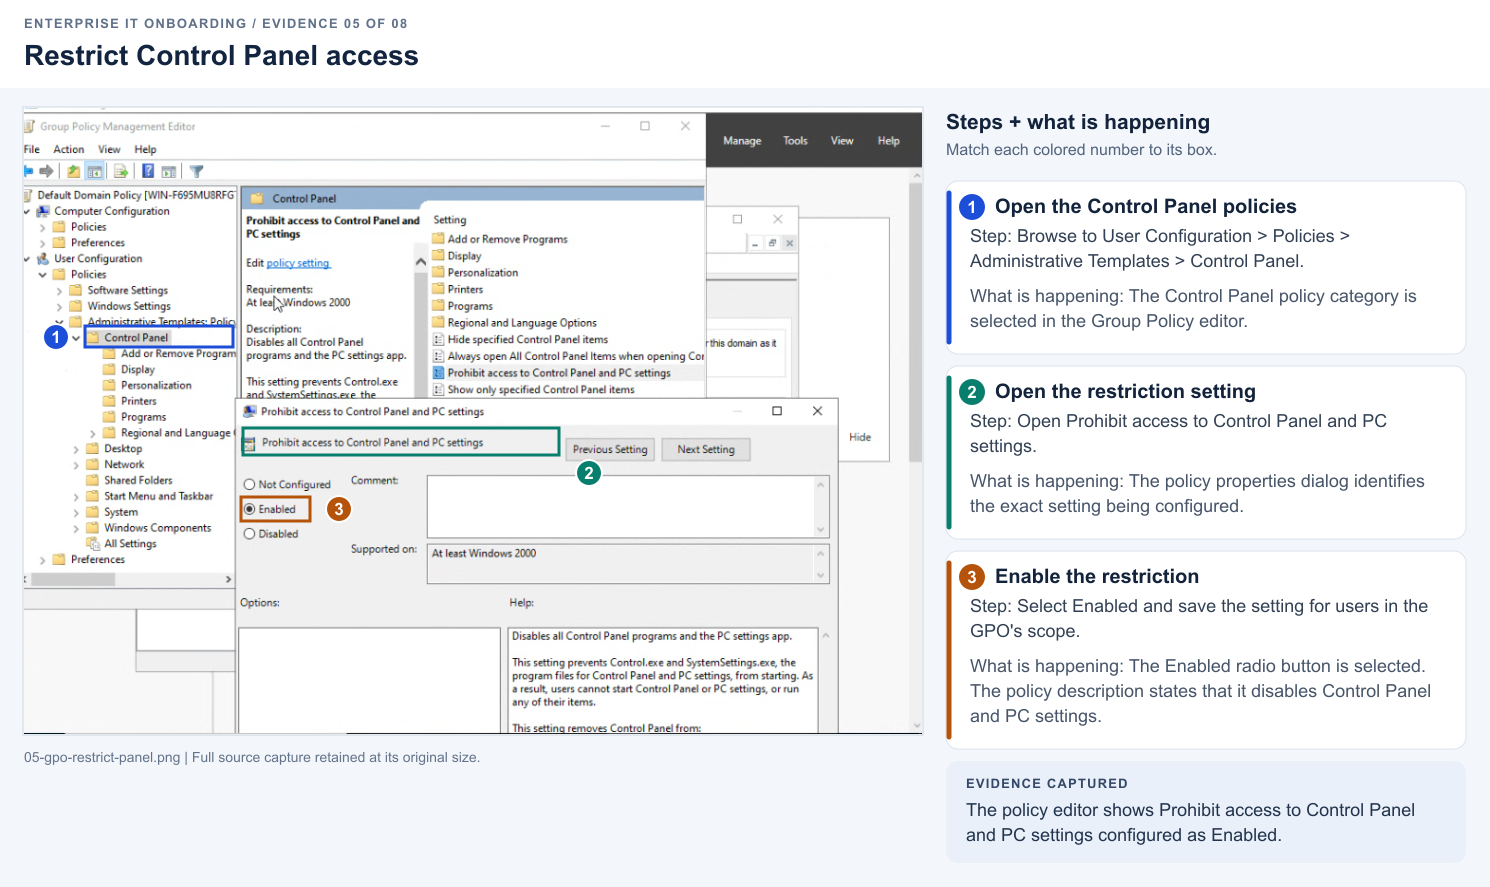 ENTERPRISE IT ONBOARDING / EVIDENCE 05 OF 08
Restrict Control Panel access
Group Policy Management Editor
File Action View Help
Default Domain Policy [WIN-F695MU8RFG
Computer Configuration
Policies
Preferences
User Configuration
Policies
Software Settings
Windows Settings
Administrative Templates: Polic
1
Control Panel
Add or Remove Program
Display
Personalization
Printers
Programs
Regional and Language
Desktop
Network
Shared Folders
Start Menu and Taskbar
System
Windows Components
All Settings
Preferences
Control Panel
Prohibit access to Control Panel and
PC settings
Edit policy setting
Requirements:
At least Windows 2000
Description:
Disables all Control Panel
programs and the PC settings app.
This setting prevents Control.exe
and SystemSettings.exe, the
Setting
Add or Remove Programs
Display
Personalization
Printers
Programs
Regional and Language Options
Hide specified Control Panel items
Always open All Control Panel Items when opening Cor
Prohibit access to Control Panel and PC settings
Show only specified Control Panel items
Manage Tools View Help
this domain as it
Hide
Prohibit access to Control Panel and PC settings
Prohibit access to Control Panel and PC settings
Previous Setting
Next Setting
2
Not Configured
Enabled
3
Disabled
Comment:
Supported on:
At least Windows 2000
Options:
Help:
Disables all Control Panel programs and the PC settings app.
This setting prevents Control.exe and SystemSettings.exe, the
program files for Control Panel and PC settings, from starting. As
a result, users cannot start Control Panel or PC settings, or run
any of their items.
This setting removes Control Panel from:
05-gpo-restrict-panel.png | Full source capture retained at its original size.
Steps + what is happening
Match each colored number to its box.
1 Open the Control Panel policies
Step: Browse to User Configuration > Policies >
Administrative Templates > Control Panel.
What is happening: The Control Panel policy category is
selected in the Group Policy editor.
2 Open the restriction setting
Step: Open Prohibit access to Control Panel and PC
settings.
What is happening: The policy properties dialog identifies
the exact setting being configured.
3 Enable the restriction
Step: Select Enabled and save the setting for users in the
GPO's scope.
What is happening: The Enabled radio button is selected.
The policy description states that it disables Control Panel
and PC settings.
EVIDENCE CAPTURED
The policy editor shows Prohibit access to Control Panel
and PC settings configured as Enabled.